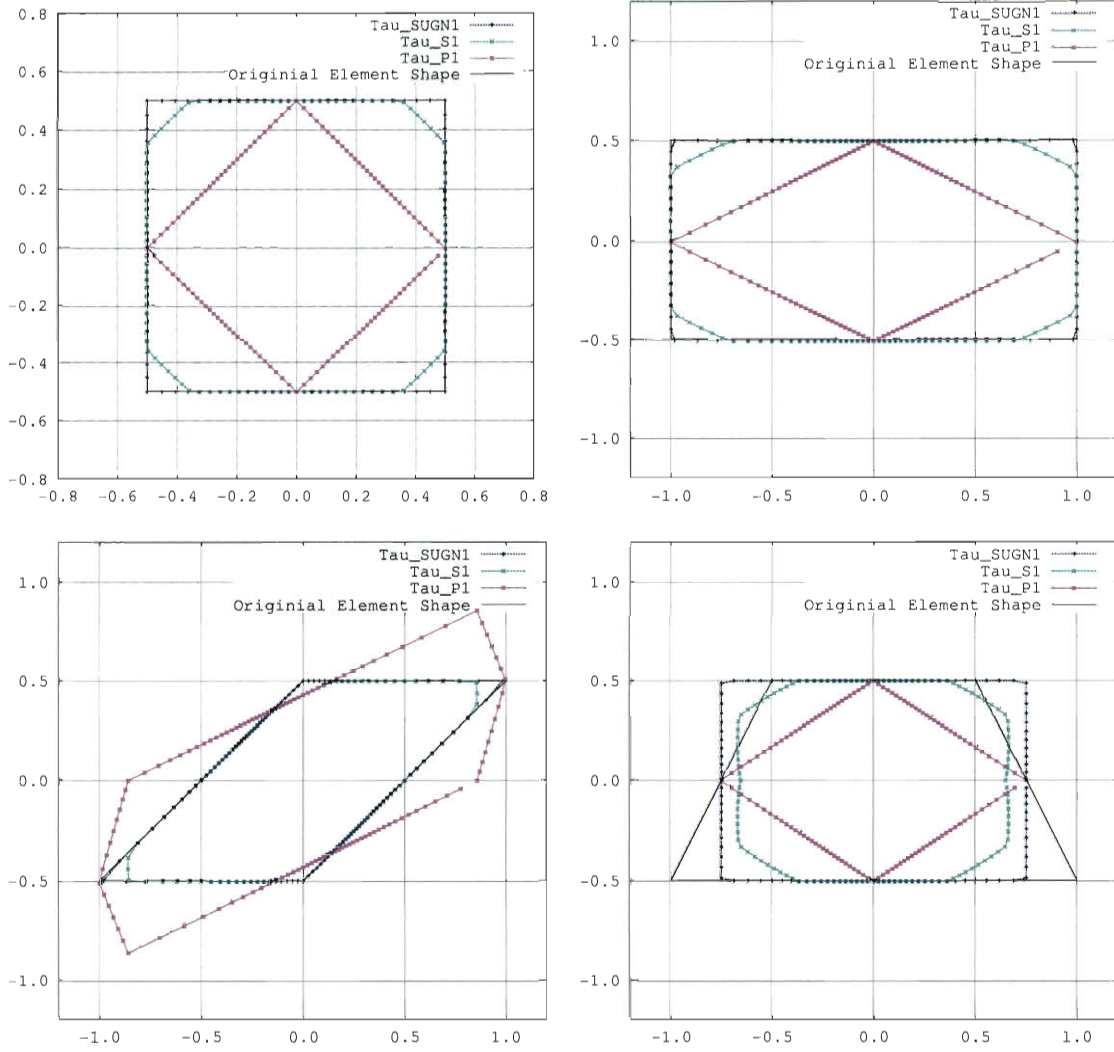 0.8
0.6
0.4
0.2
0.0
-0.2
-0.4
-0.6
-0.8
-0.8 -0.6 -0.4 -0.2 0.0 0.2 0.4 0.6 0.8
Tau_SUGN1
Tau_S1
Tau_P1
Originial Element Shape
1.0
0.5
0.0
-0.5
-1.0
-1.0 -0.5 0.0 0.5 1.0
Tau_SUGN1
Tau_S1
Tau_P1
Originial Element Shape
1.0
0.5
0.0
-0.5
-1.0
-1.0 -0.5 0.0 0.5 1.0
Tau_SUGN1
Tau_S1
Tau_P1
Originial Element Shape
1.0
0.5
0.0
-0.5
-1.0
-1.0 -0.5 0.0 0.5 1.0
Tau_SUGN1
Tau_S1
Tau_P1
Originial Element Shape